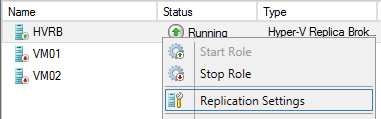 Name Status Type
HVRB Running Hyper-V Replica Brok...
VM01
Start Role
VM02
Stop Role
Replication Settings